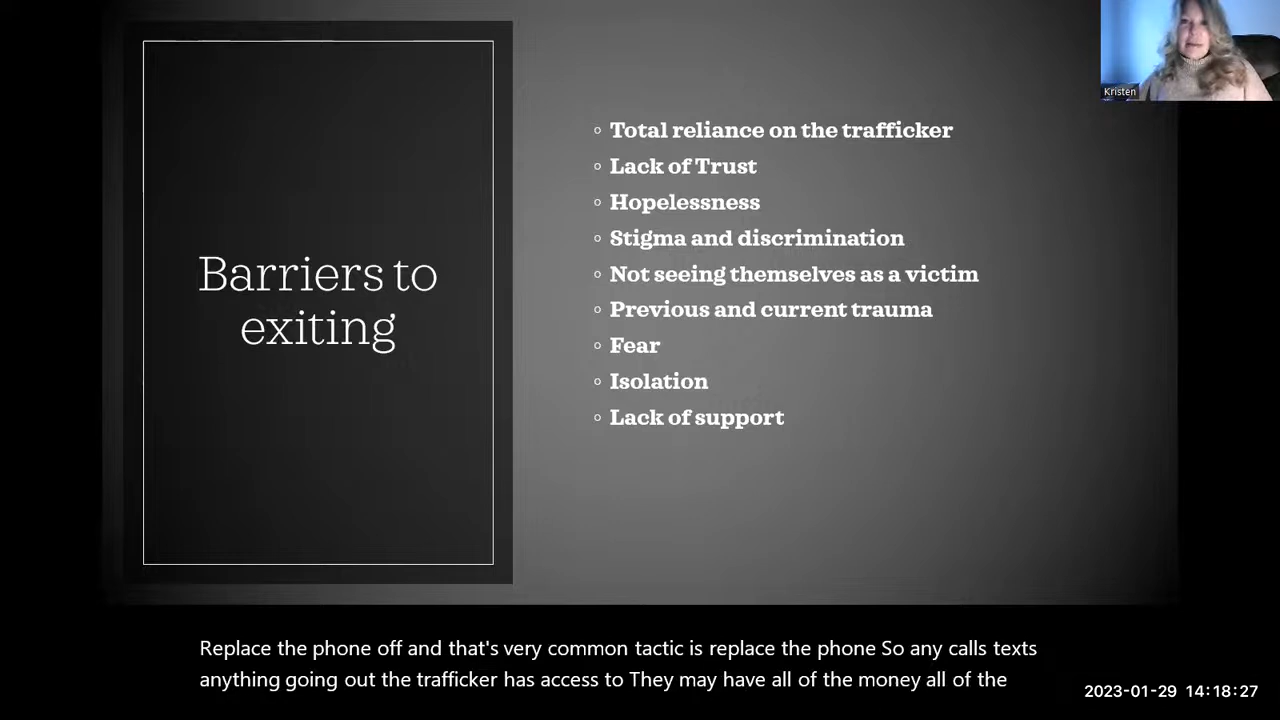 Barriers to
exiting
◦ Total reliance on the trafficker
◦ Lack of Trust
◦ Hopelessness
◦ Stigma and discrimination
◦ Not seeing themselves as a victim
◦ Previous and current trauma
◦ Fear
◦ Isolation
◦ Lack of support
Kristen
Replace the phone off and that's very common tactic is replace the phone So any calls texts
anything going out the trafficker has access to They may have all of the money all of the
2023-01-29 14:18:27